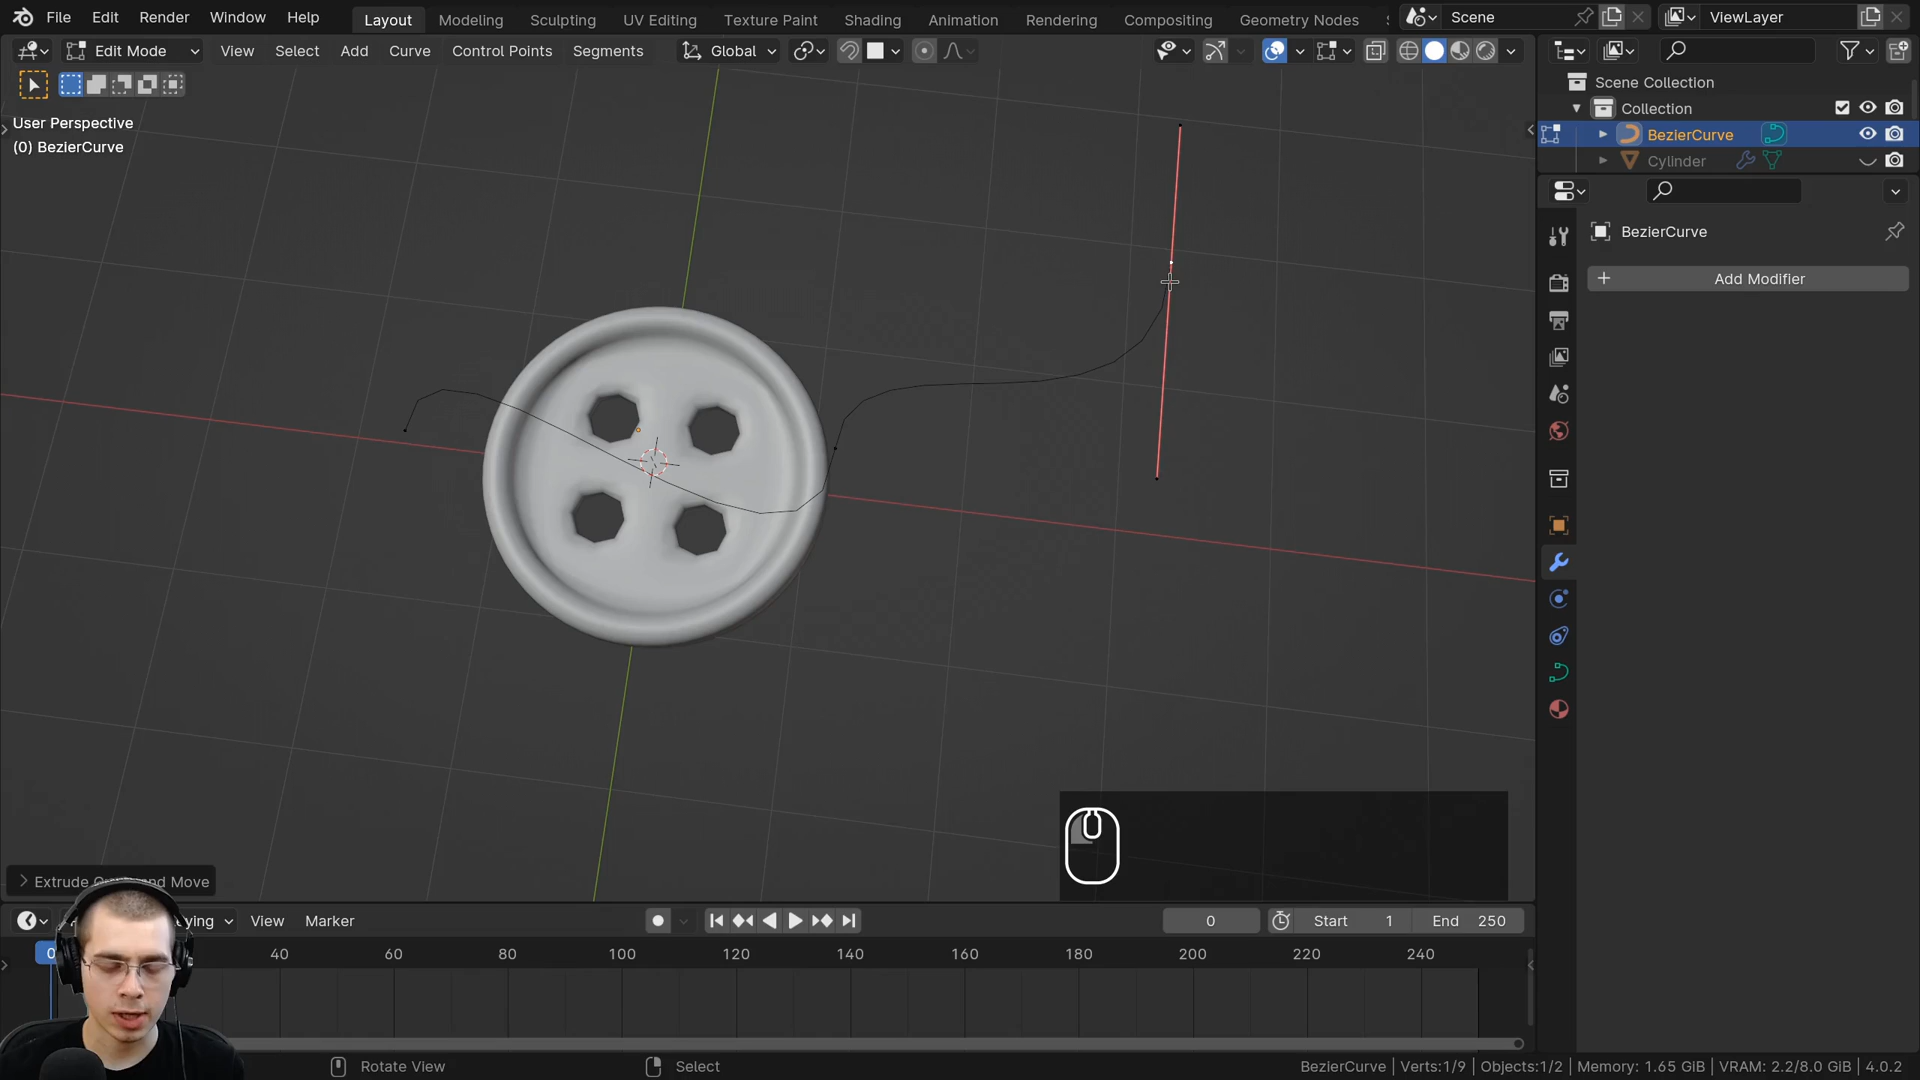 File Edit Render Window Help Layout Modeling Sculpting UV Editing Texture Paint Shading Animation Rendering Compositing Geometry Nodes Scene ViewLayer
Edit Mode View Select Add Curve Control Points Segments Global
User Perspective
(0) BezierCurve
Scene Collection
Collection
BezierCurve
Cylinder
BezierCurve
+ Add Modifier
Extrude and Move
View Marker 0 Start 1 End 250
0 40 60 80 100 120 140 160 180 200 220 240
Rotate View Select BezierCurve | Verts:1/9 | Objects:1/2 | Memory: 1.65 GiB | VRAM: 2.2/8.0 GiB | 4.0.2